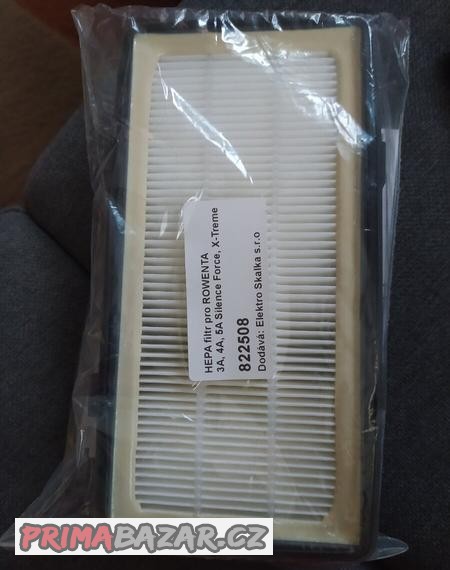 HEPA filtr pro ROWENTA
3A, 4A, 5A Silence Force, X-Treme
822508
Dodává: Elektro Skalka s.r.o
PRIMABAZAR.CZ